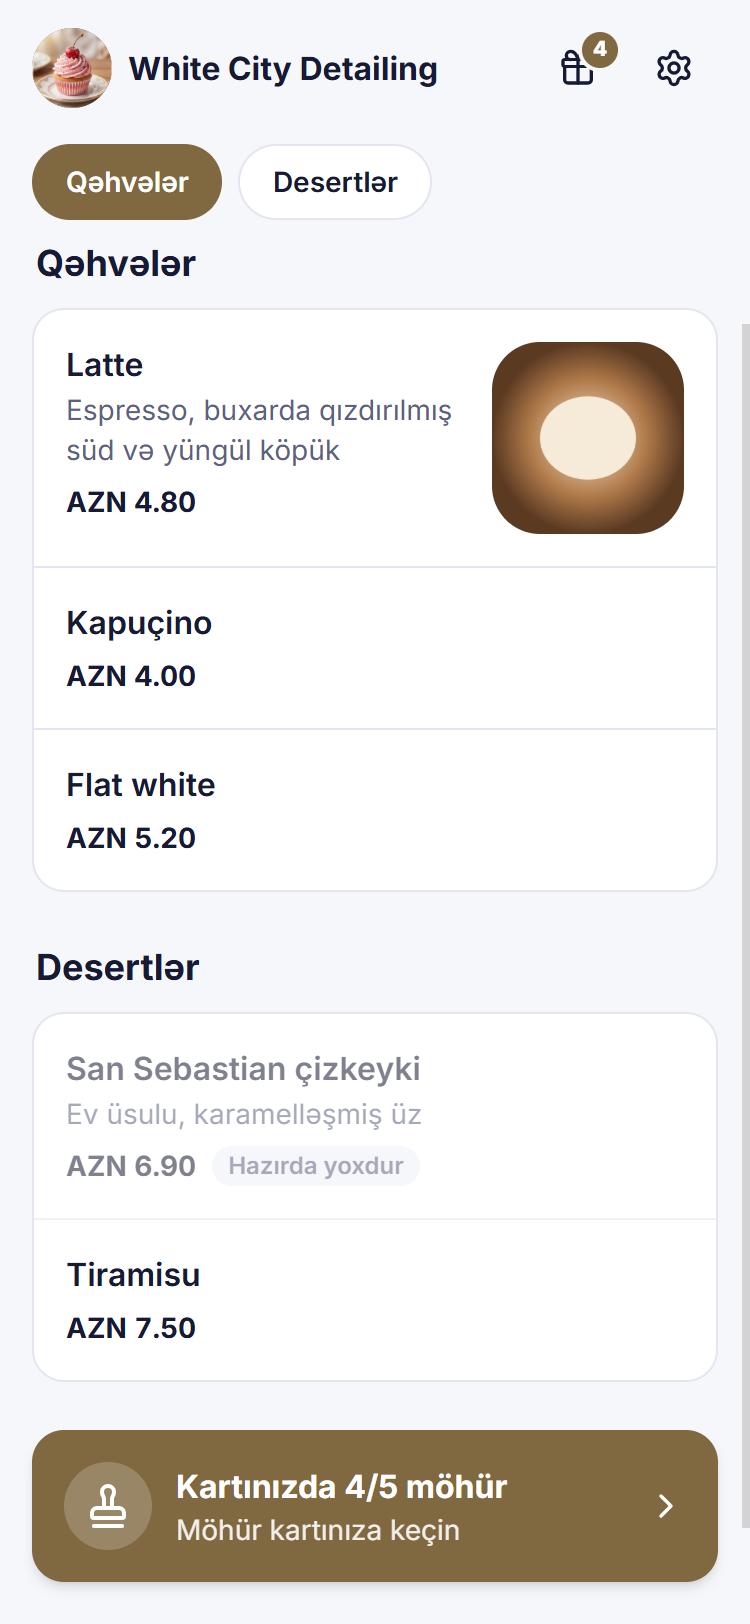 White City Detailing
4
Qəhvələr
Desertlər
Qəhvələr
Latte
Espresso, buxarda qızdırılmış
süd və yüngül köpük
AZN 4.80
Kapuçino
AZN 4.00
Flat white
AZN 5.20
Desertlər
San Sebastian çizkeyki
Ev üsulu, karamelləşmiş üz
AZN 6.90
Hazırda yoxdur
Tiramisu
AZN 7.50
Kartınızda 4/5 möhür
Möhür kartınıza keçin